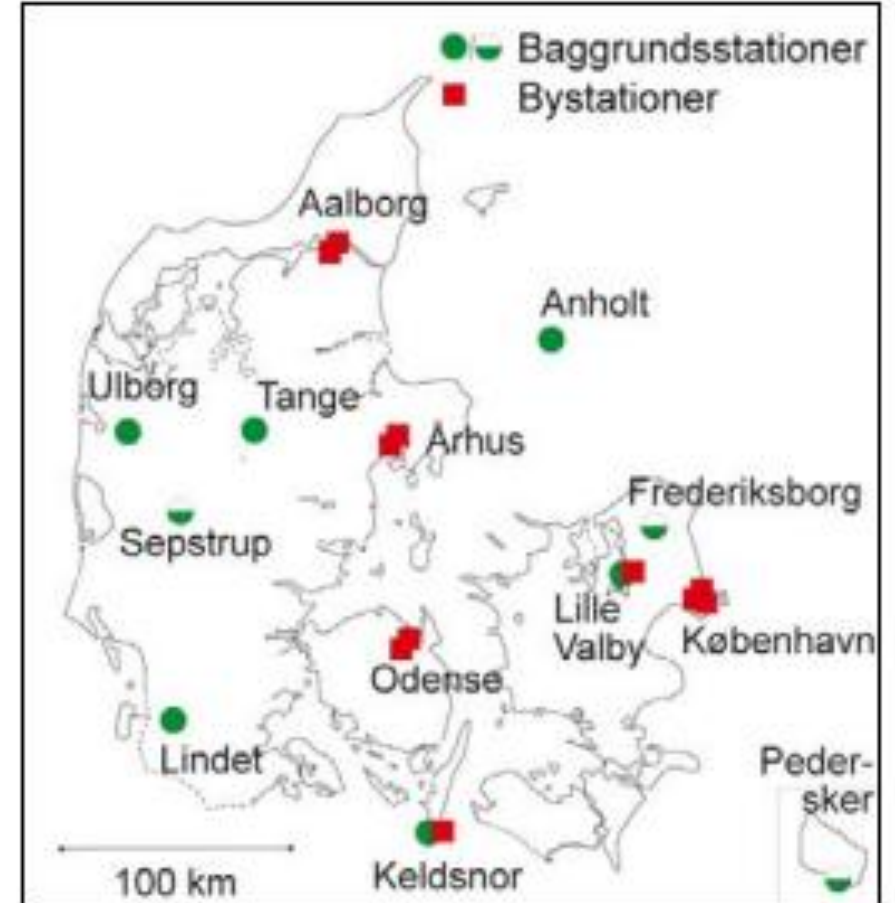 Baggrundsstationer
Bystationer
Aalborg
Anholt
Ulborg
Tange
Århus
Frederiksborg
Sepstrup
Lille
Valby
København
Odense
Lindet
Peder-
sker
Keldsnor
100 km